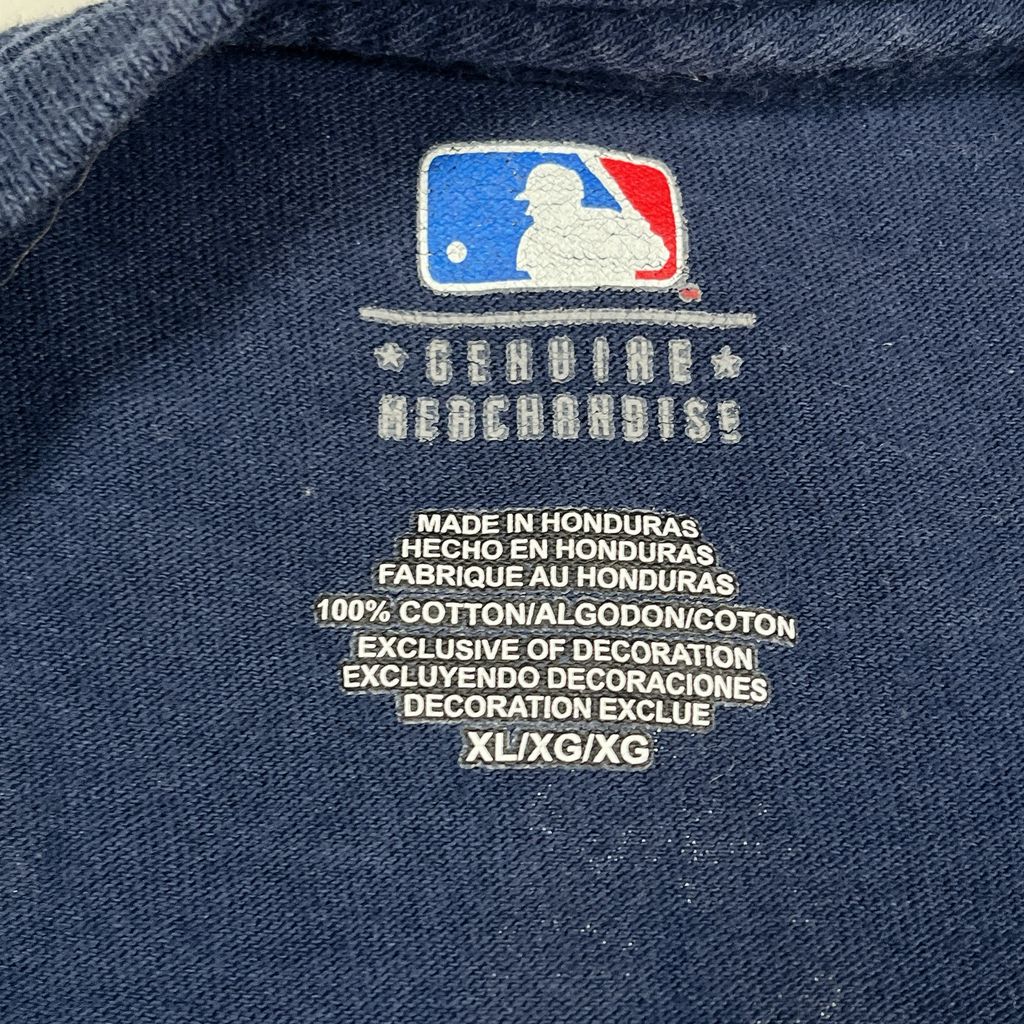 GENUINE
MERCHANDISE
MADE IN HONDURAS
HECHO EN HONDURAS
FABRIQUE AU HONDURAS
100% COTTON/ALGODON/COTON
EXCLUSIVE OF DECORATION
EXCLUYENDO DECORACIONES
DECORATION EXCLUE
XL/XG/XG